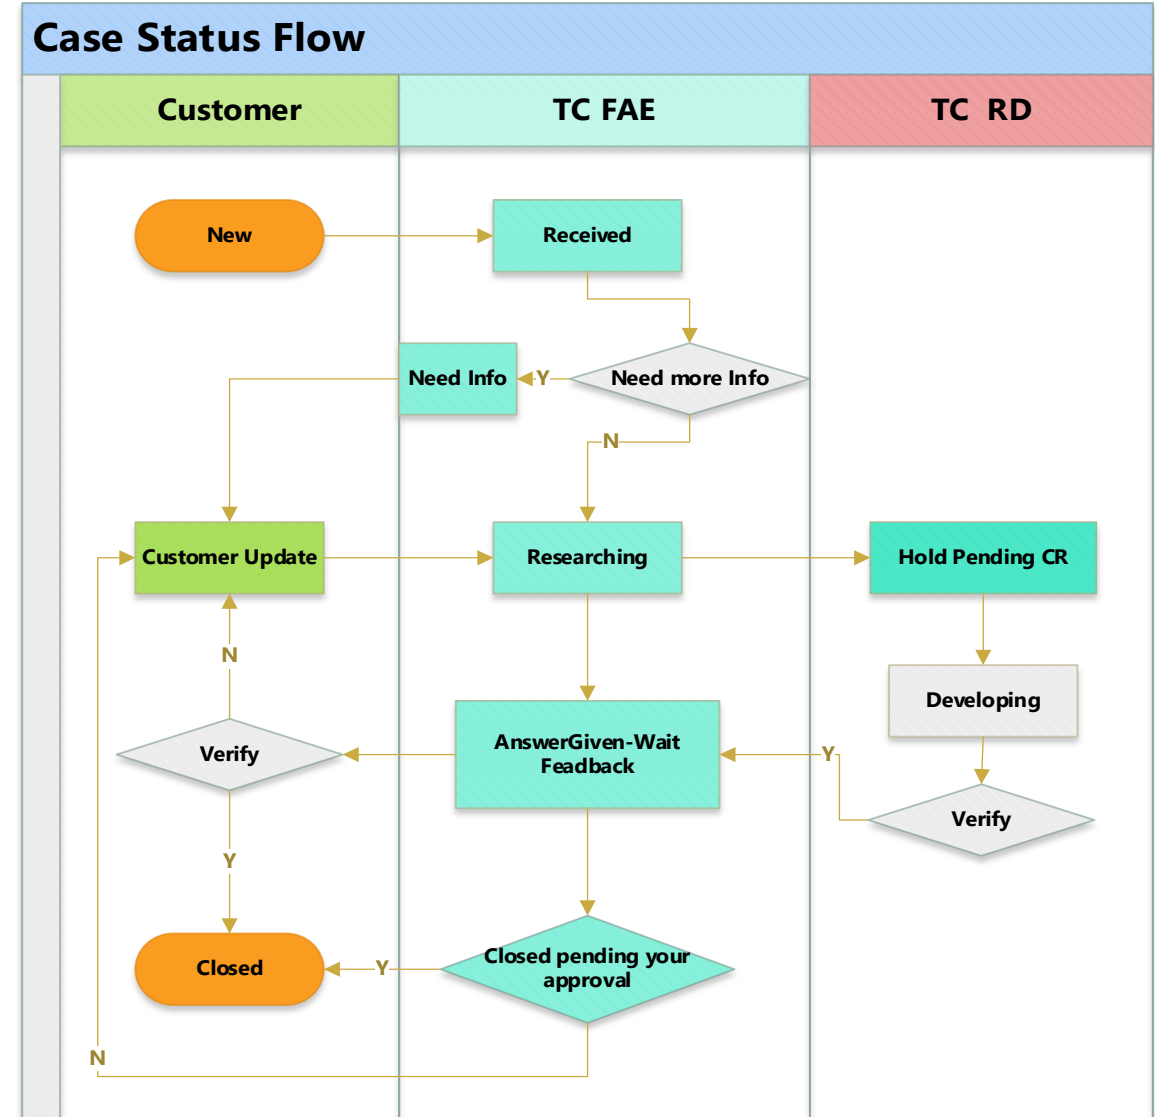 Case Status Flow
Customer
TC FAE
TC  RD
New
Received
Need Info
Y
Need more Info
N
Customer Update
Researching
Hold Pending CR
N
Developing
Verify
AnswerGiven-Wait
Feadback
Y
Verify
Y
Closed
Y
Closed pending your
approval
N